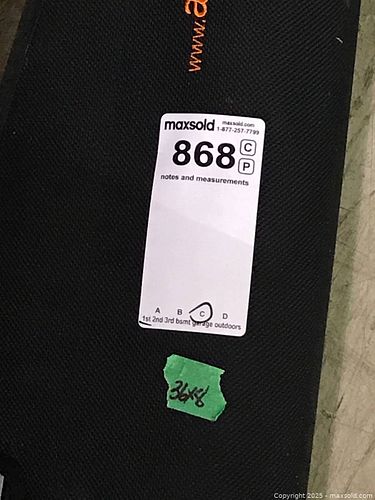 www.a
maxsold maxsold.com
1-877-257-7799
868 C
P
notes and measurements
A B C D
1st 2nd 3rd bsmt garage outdoors
36x8
Copyright 2025 - maxsold.com